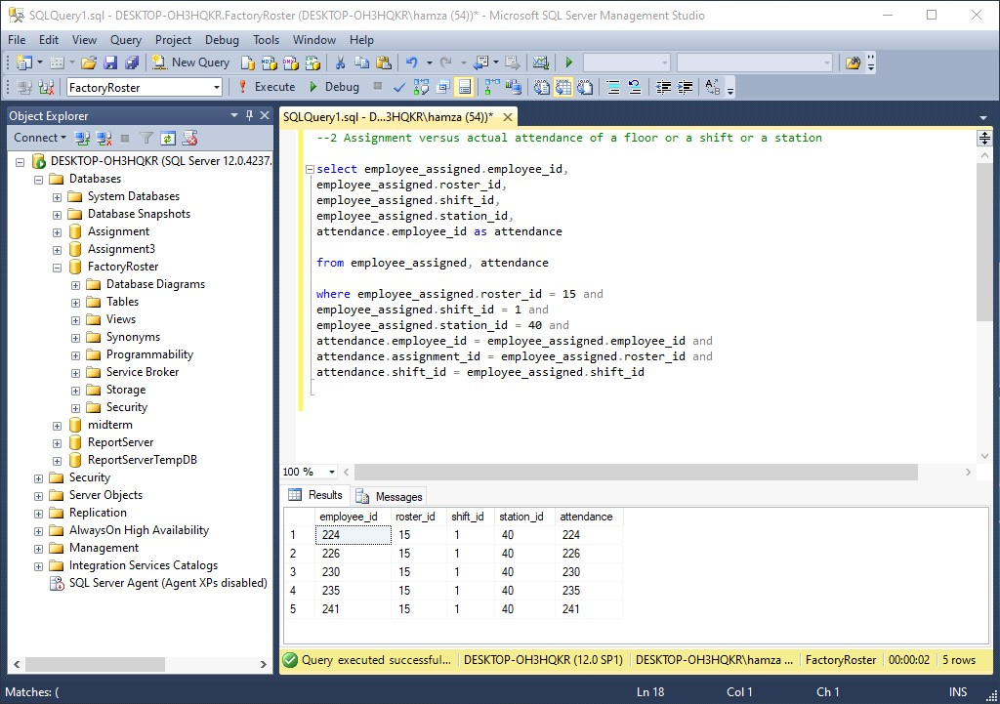 SQLQuery1.sql - DESKTOP-OH3HQKR.FactoryRoster (DESKTOP-OH3HQKR\hamza (54))* - Microsoft SQL Server Management Studio
File Edit View Query Project Debug Tools Window Help
New Query
FactoryRoster Execute Debug
Object Explorer
Connect
DESKTOP-OH3HQKR (SQL Server 12.0.4237.
Databases
System Databases
Database Snapshots
Assignment
Assignment3
FactoryRoster
Database Diagrams
Tables
Views
Synonyms
Programmability
Service Broker
Storage
Security
midterm
ReportServer
ReportServerTempDB
Security
Server Objects
Replication
AlwaysOn High Availability
Management
Integration Services Catalogs
SQL Server Agent (Agent XPs disabled)
SQLQuery1.sql - D...3HQKR\hamza (54))*
--2 Assignment versus actual attendance of a floor or a shift or a station
select employee_assigned.employee_id,
employee_assigned.roster_id,
employee_assigned.shift_id,
employee_assigned.station_id,
attendance.employee_id as attendance
from employee_assigned, attendance
where employee_assigned.roster_id = 15 and
employee_assigned.shift_id = 1 and
employee_assigned.station_id = 40 and
attendance.employee_id = employee_assigned.employee_id and
attendance.assignment_id = employee_assigned.roster_id and
attendance.shift_id = employee_assigned.shift_id
100 %
Results Messages
employee_id roster_id shift_id station_id attendance
1 224 15 1 40 224
2 226 15 1 40 226
3 230 15 1 40 230
4 235 15 1 40 235
5 241 15 1 40 241
Query executed successful... DESKTOP-OH3HQKR (12.0 SP1) DESKTOP-OH3HQKR\hamza ... FactoryRoster 00:00:02 5 rows
Matches: ( Ln 18 Col 1 Ch 1 INS